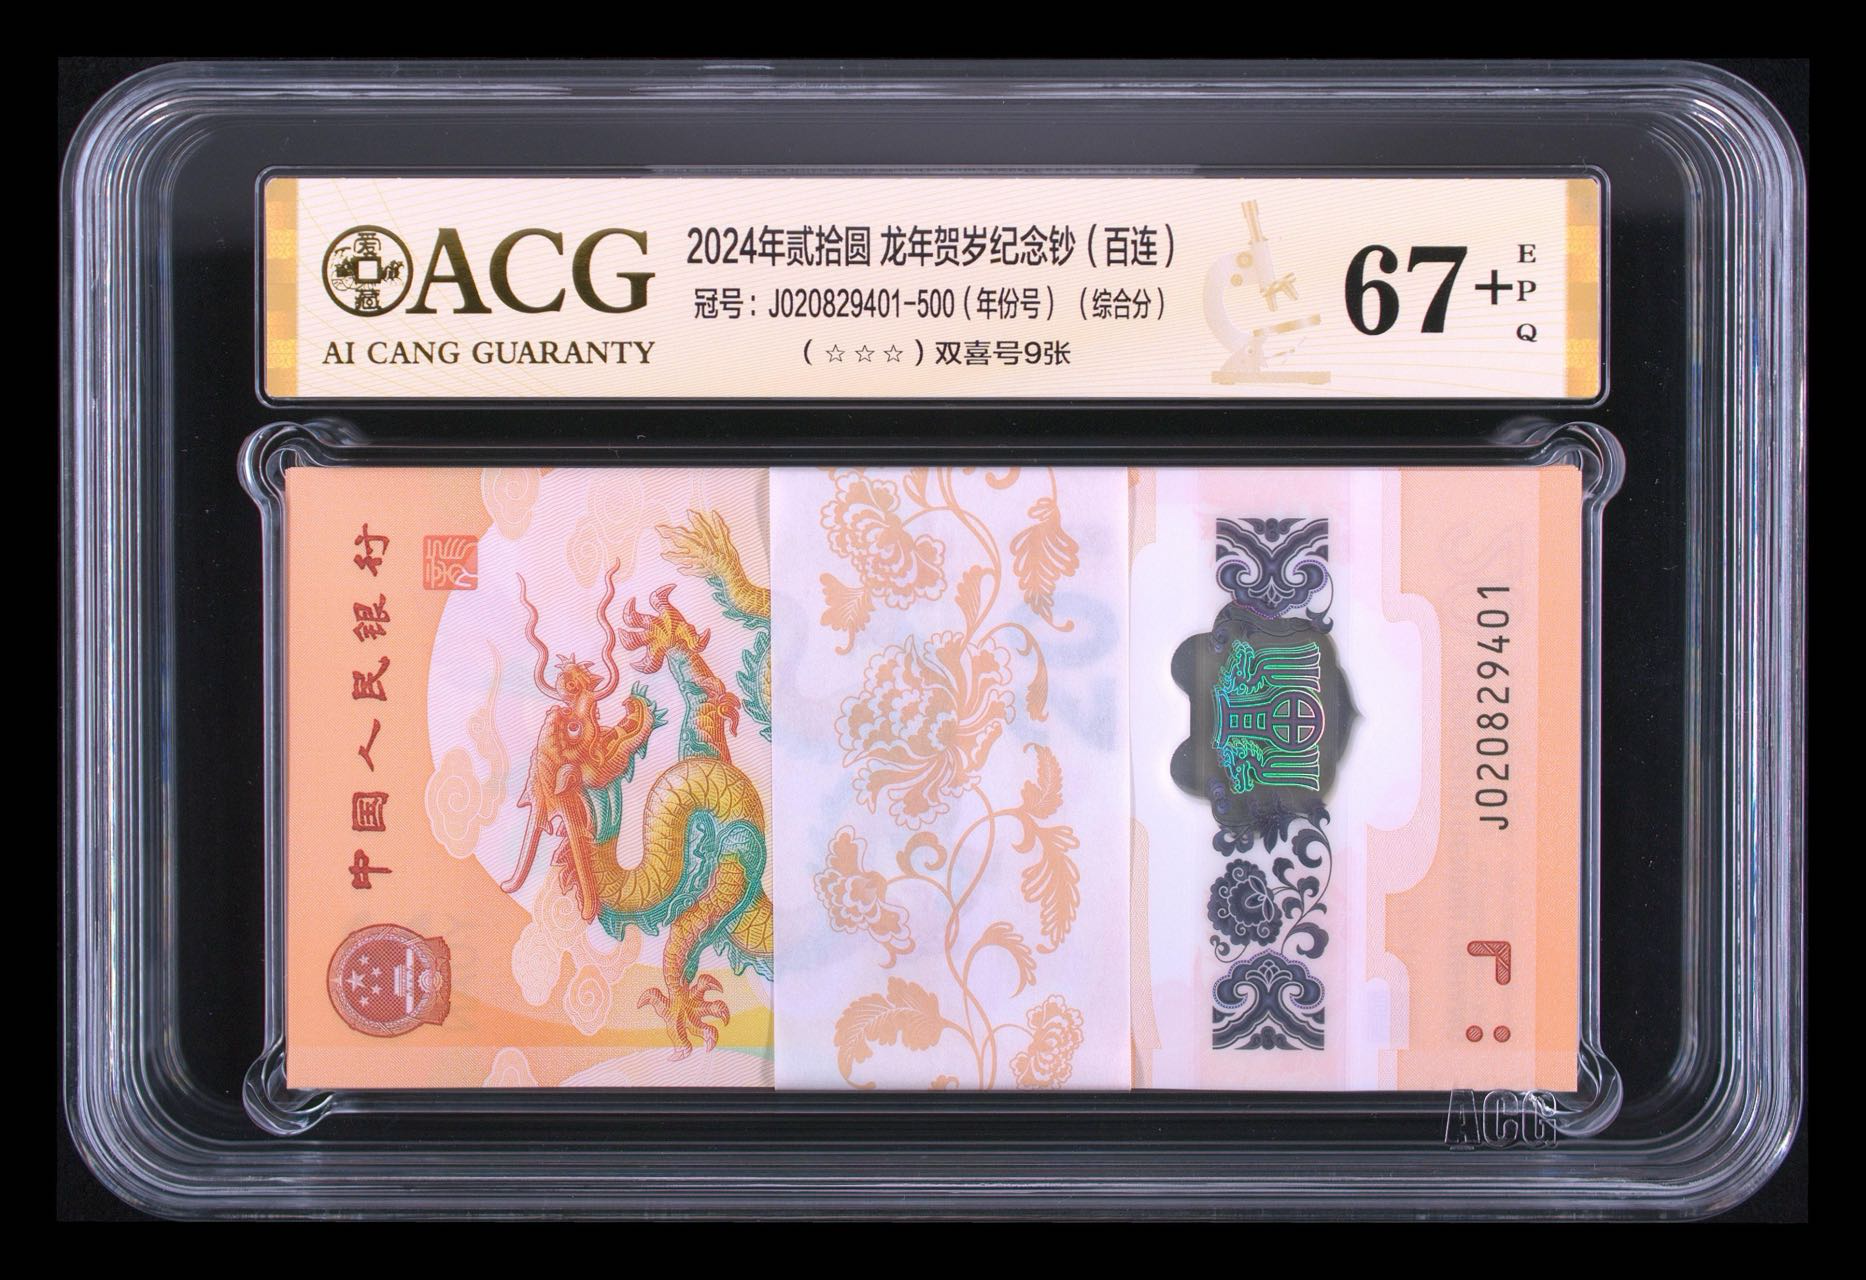 ACG
AI CANG GUARANTY
2024年贰拾圆 龙年贺岁纪念钞(百连)
冠号: J020829401-500(年份号) (综合分)
(☆☆☆)双喜号9张
67+
EPQ
中国人民银行
J020829401
ACG